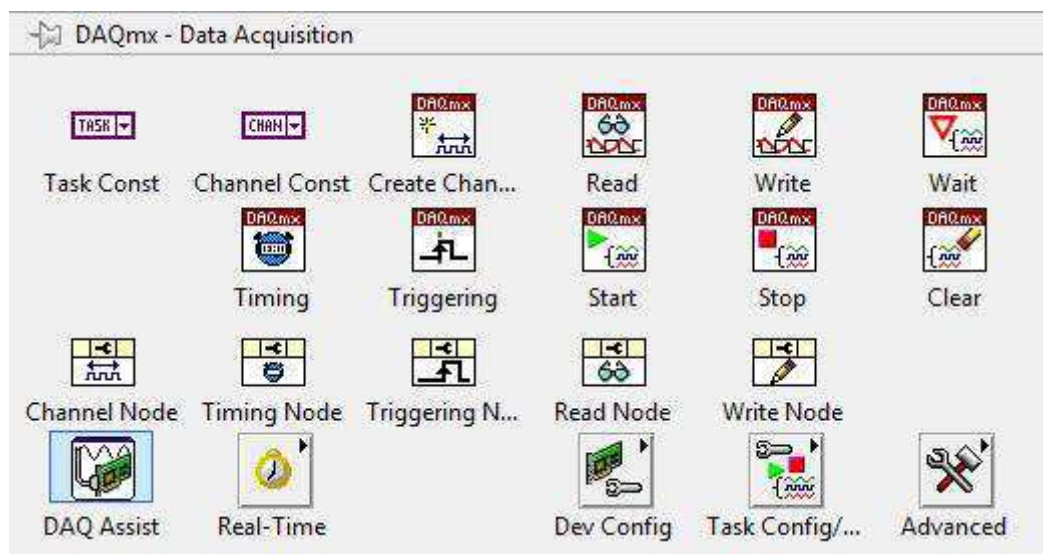 DAQmx - Data Acquisition
TASK
CHAN
DAQmx
DAQmx
DAQmx
DAQmx
Task Const
Channel Const
Create Chan...
Read
Write
Wait
DAQmx
DAQmx
DAQmx
DAQmx
DAQmx
Timing
Triggering
Start
Stop
Clear
Channel Node
Timing Node
Triggering N...
Read Node
Write Node
DAQ Assist
Real-Time
Dev Config
Task Config/...
Advanced